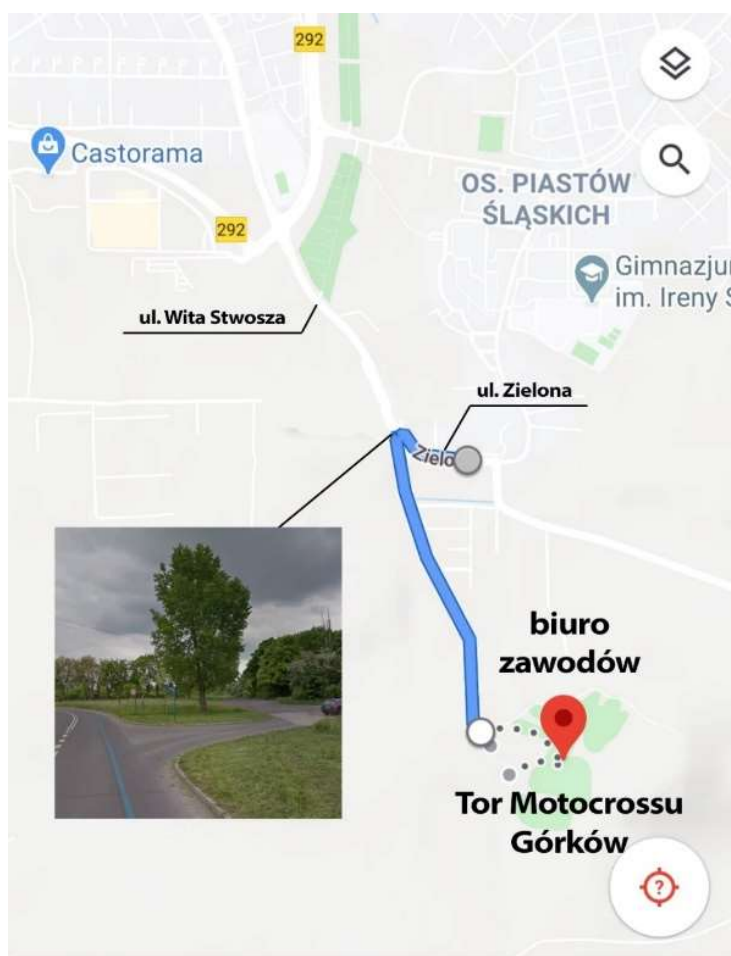 292
Castorama
OS. PIASTÓW
ŚLĄSKICH
292
Gimnazju
im. Ireny S
ul. Wita Stwosza
ul. Zielona
Zielo
biuro
zawodów
Tor Motocrossu
Górków
?